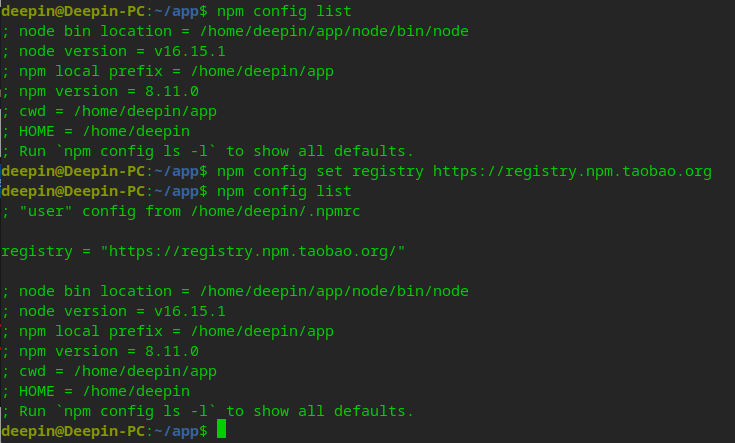 deepin@Deepin-PC:~/app$ npm config list
; node bin location = /home/deepin/app/node/bin/node
; node version = v16.15.1
; npm local prefix = /home/deepin/app
; npm version = 8.11.0
; cwd = /home/deepin/app
; HOME = /home/deepin
; Run `npm config ls -l` to show all defaults.
deepin@Deepin-PC:~/app$ npm config set registry https://registry.npm.taobao.org
deepin@Deepin-PC:~/app$ npm config list
; "user" config from /home/deepin/.npmrc
registry = "https://registry.npm.taobao.org/"
; node bin location = /home/deepin/app/node/bin/node
; node version = v16.15.1
; npm local prefix = /home/deepin/app
; npm version = 8.11.0
; cwd = /home/deepin/app
; HOME = /home/deepin
; Run `npm config ls -l` to show all defaults.
deepin@Deepin-PC:~/app$